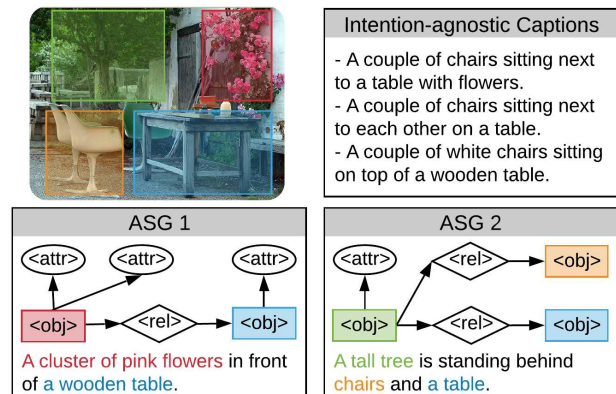 Intention-agnostic Captions
- A couple of chairs sitting next
to a table with flowers.
- A couple of chairs sitting next
to each other on a table.
- A couple of white chairs sitting
on top of a wooden table.
ASG 1
<attr> <attr> <attr>
<obj> <rel> <obj>
A cluster of pink flowers in front
of a wooden table.
ASG 2
<attr> <rel> <obj>
<obj> <rel> <obj>
A tall tree is standing behind
chairs and a table.